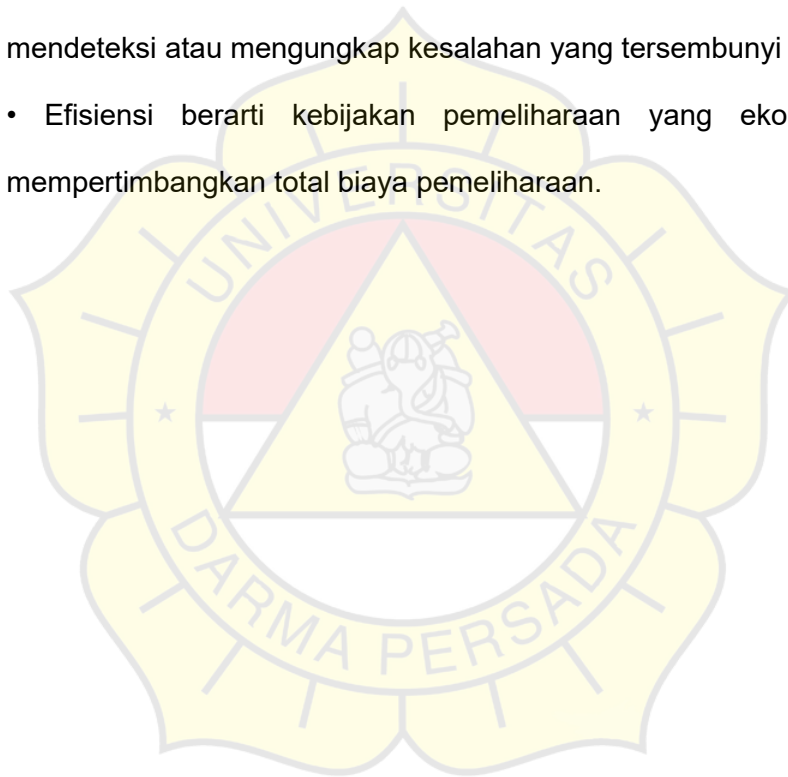 mendeteksi atau mengungkap kesalahan yang tersembunyi
• Efisiensi berarti kebijakan pemeliharaan yang eko
mempertimbangkan total biaya pemeliharaan.
UNIVERSITAS
DARMA PERSADA